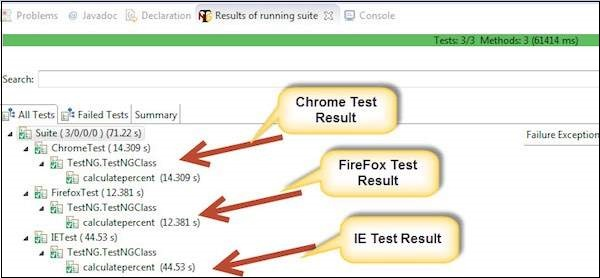 Problems @ Javadoc Declaration Results of running suite Console
Tests: 3/3 Methods: 3 (61414 ms)
Search:
All Tests Failed Tests Summary
Suite ( 3/0/0/0 ) (71.22 s)
Failure Exception
ChromeTest ( 14.309 s)
TestNG.TestNGClass
calculatepercent (14.309 s)
FirefoxTest ( 12.381 s)
TestNG.TestNGClass
calculatepercent (12.381 s)
IETest ( 44.53 s)
TestNG.TestNGClass
calculatepercent (44.53 s)
Chrome Test
Result
FireFox Test
Result
IE Test Result